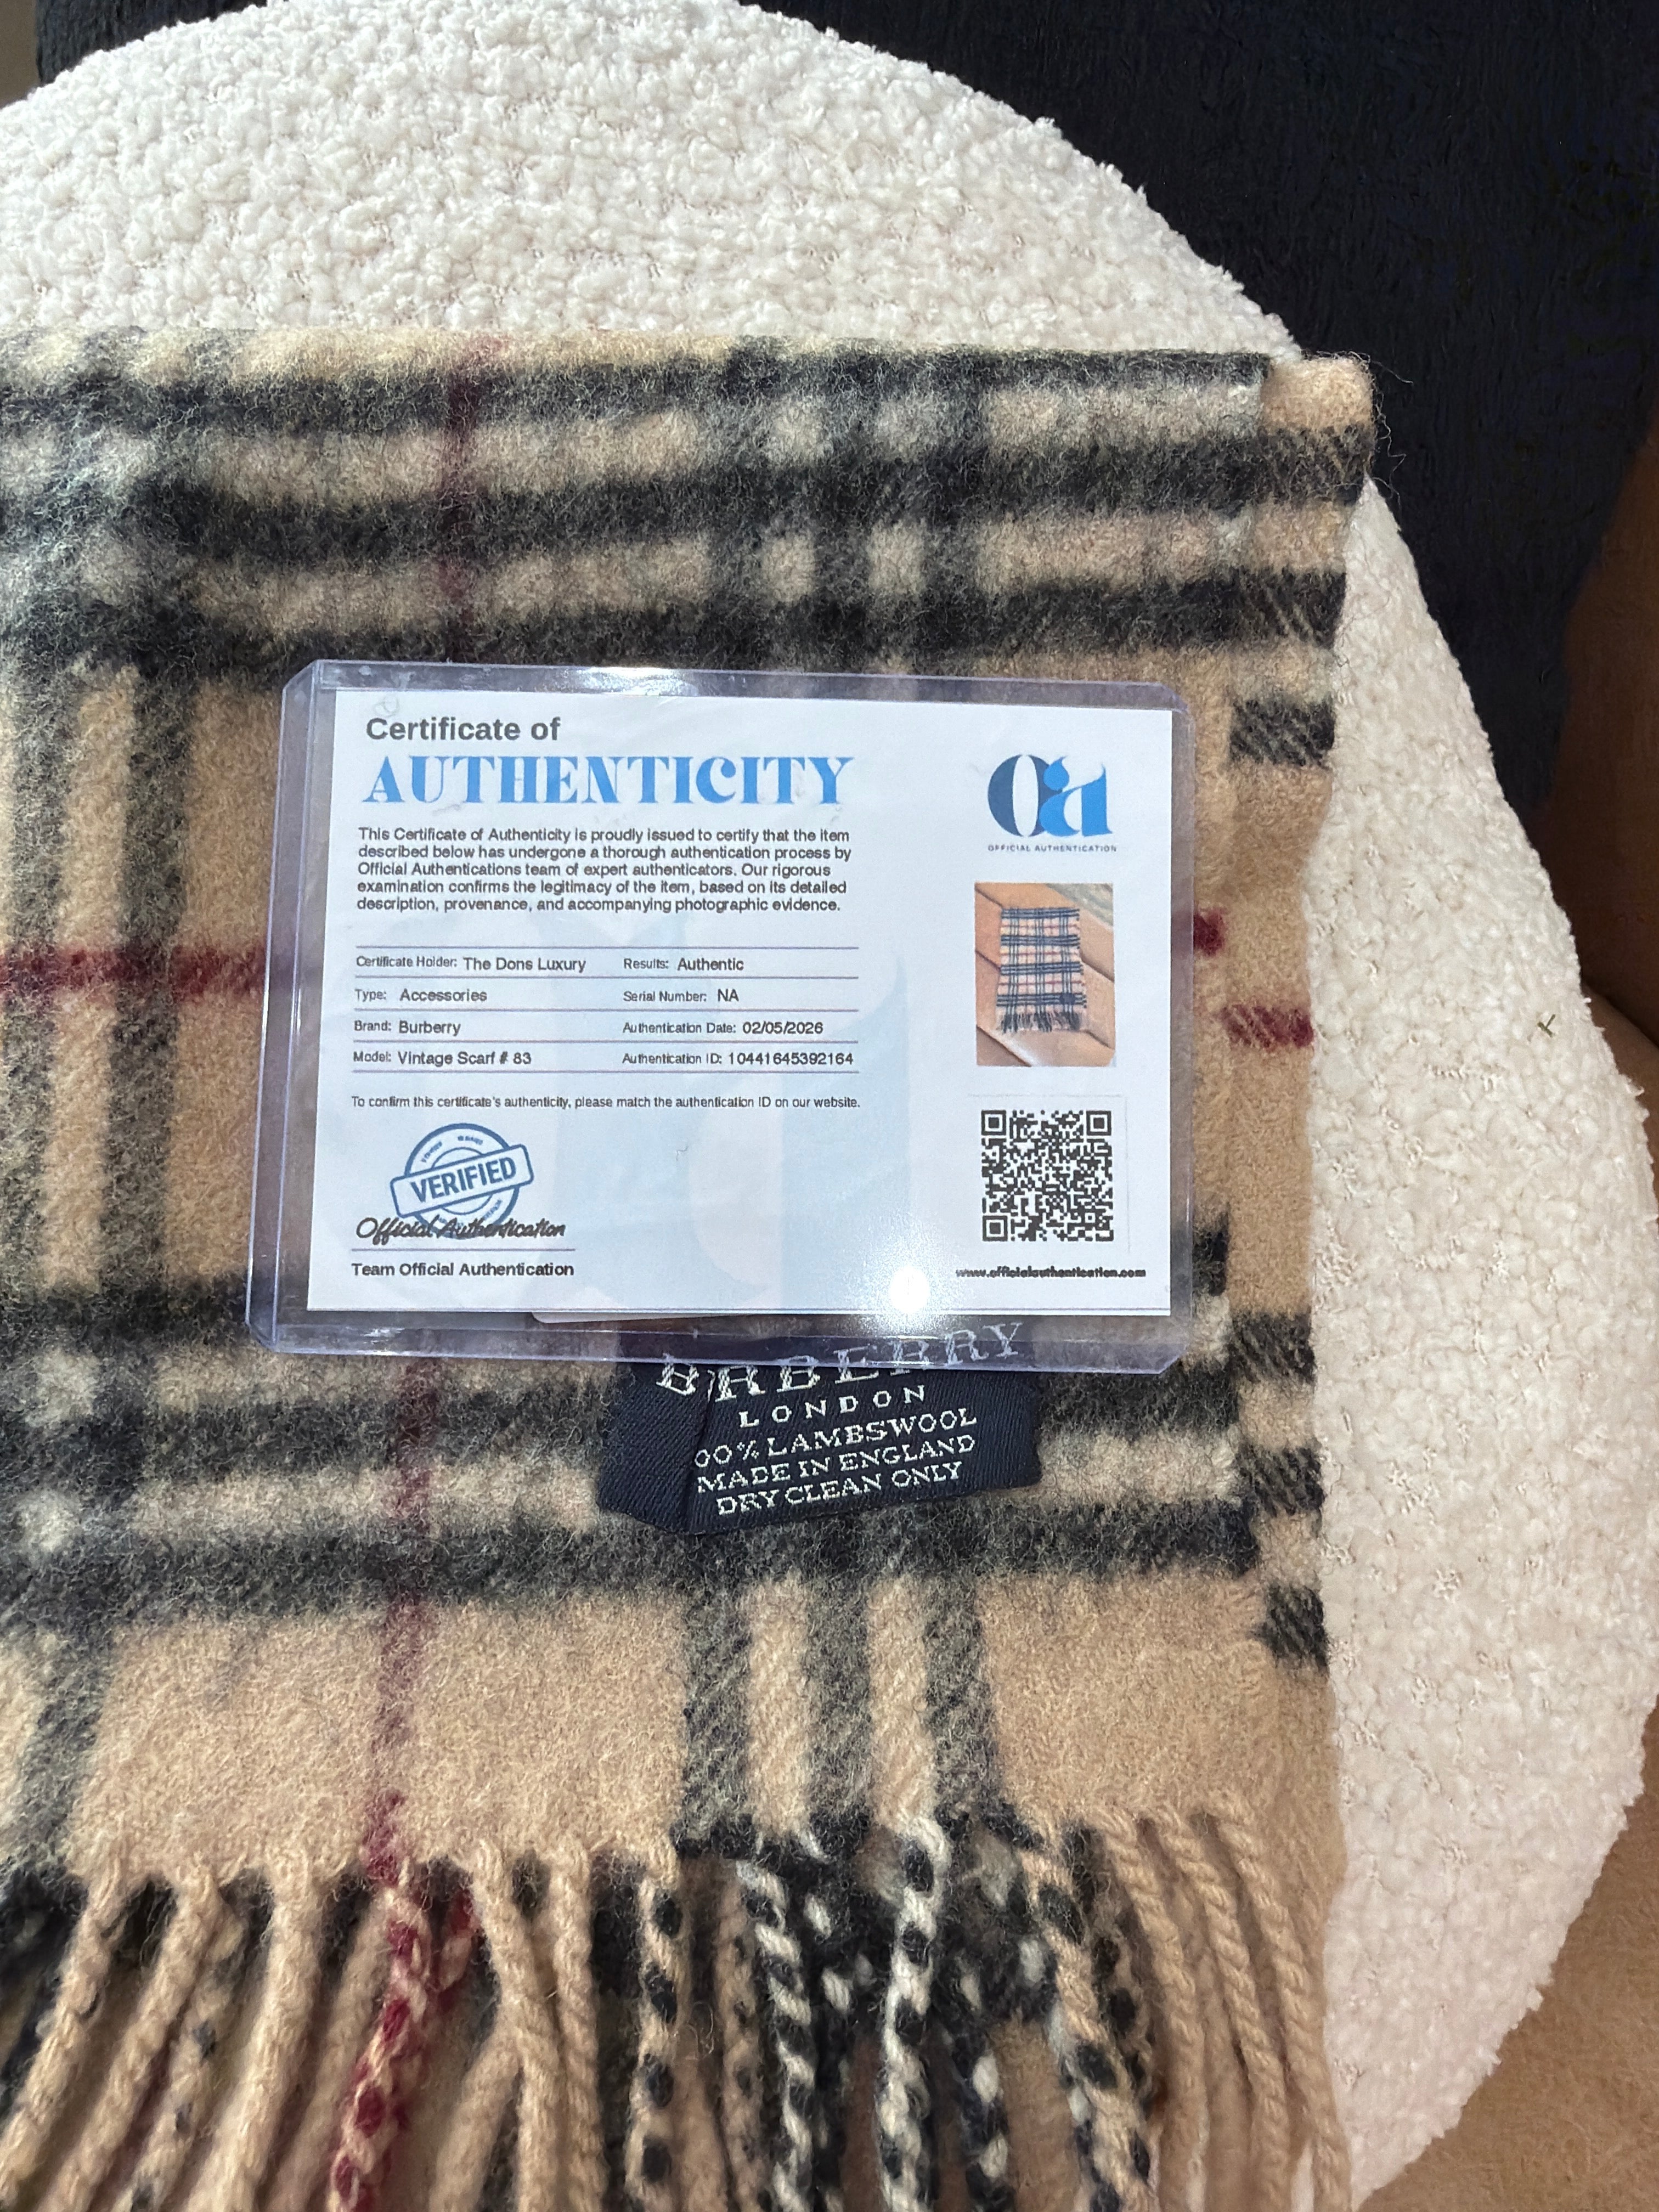 Certificate of
AUTHENTICITY
Oa
OFFICIAL AUTHENTICATION
This Certificate of Authenticity is proudly issued to certify that the item
described below has undergone a thorough authentication process by
Official Authentications team of expert authenticators. Our rigorous
examination confirms the legitimacy of the item, based on its detailed
description, provenance, and accompanying photographic evidence.
Certificate Holder: The Dons Luxury Results: Authentic
Type: Accessories Serial Number: NA
Brand: Burberry Authentication Date: 02/05/2026
Model: Vintage Scarf # 83 Authentication ID: 10441645392164
To confirm this certificate's authenticity, please match the authentication ID on our website.
VERIFIED
Official Authentication
Team Official Authentication
www.officialauthentication.com
BURBERRY
LONDON
00% LAMBSWOOL
MADE IN ENGLAND
DRY CLEAN ONLY